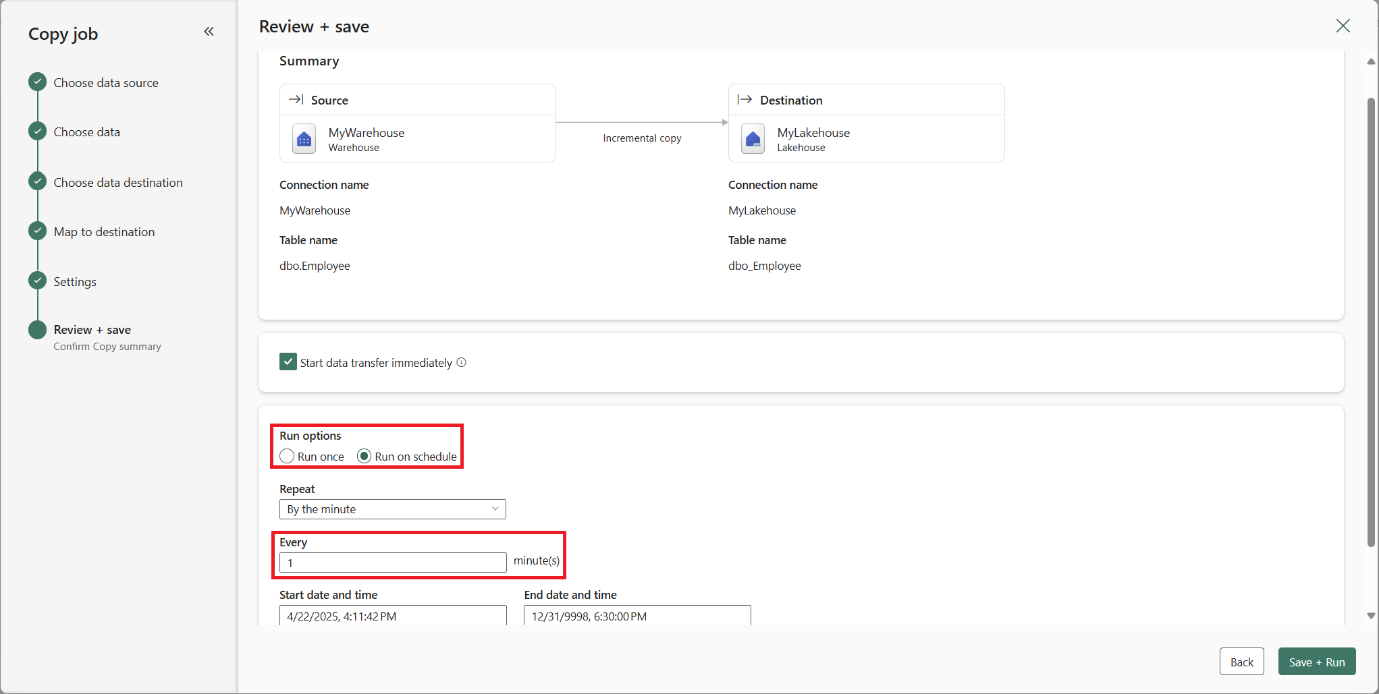 Copy job
Choose data source
Choose data
Choose data destination
Map to destination
Settings
Review + save
Confirm Copy summary
Review + save
Summary
Source
MyWarehouse
Warehouse
Incremental copy
Destination
MyLakehouse
Lakehouse
Connection name
MyWarehouse
Table name
dbo.Employee
Connection name
MyLakehouse
Table name
dbo_Employee
Start data transfer immediately
Run options
Run once Run on schedule
Repeat
By the minute
Every
1 minute(s)
Start date and time End date and time
4/22/2025, 4:11:42 PM 12/31/9998, 6:30:00 PM
Back Save + Run